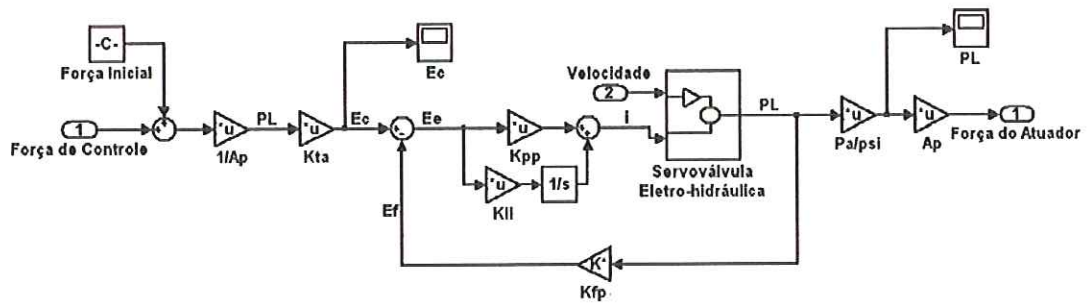 -C-
Força Inicial
1
Força de Controle
*u
1/Ap
PL
*u
Kta
Ec
Ec
Ee
Ef
*u
Kpp
*u
KII
1/s
i
Velocidade
2
Servoválvula
Eletro-hidráulica
PL
*u
Pa/psi
PL
*u
Ap
1
Força do Atuador
K*
Kfp